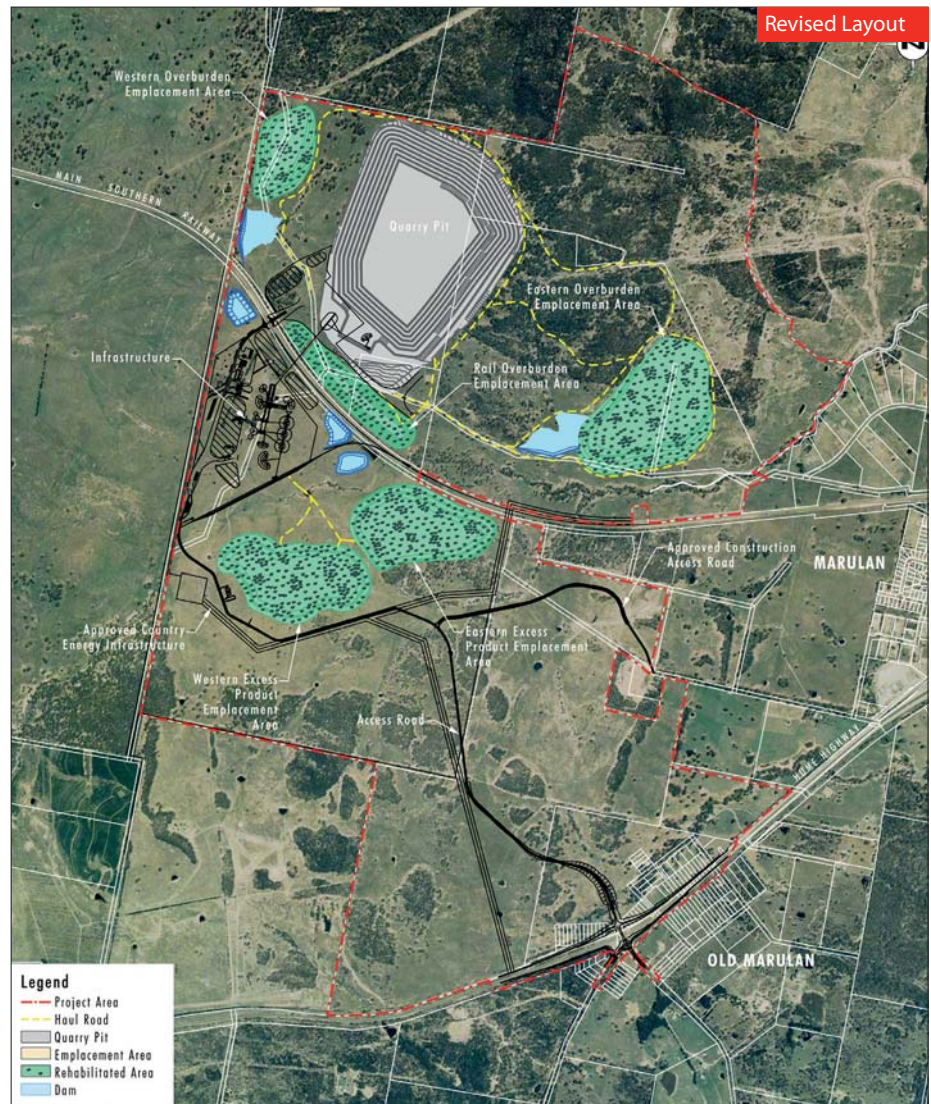 Revised Layout
Z
Western Overburden
Emplacement Area
MAIN SOUTHERN RAILWAY
Quarry Pit
Eastern Overburden
Emplacement Area
Infrastructure
Rail Overburden
Emplacement Area
Approved Construction
Access Road
MARULAN
Approved Country
Energy Infrastructure
Eastern Excess
Product Emplacement
Area
Western Excess
Product
Emplacement
Area
Access Road
HUME HIGHWAY
OLD MARULAN
Legend
Project Area
Haul Road
Quarry Pit
Emplacement Area
Rehabilitated Area
Dam